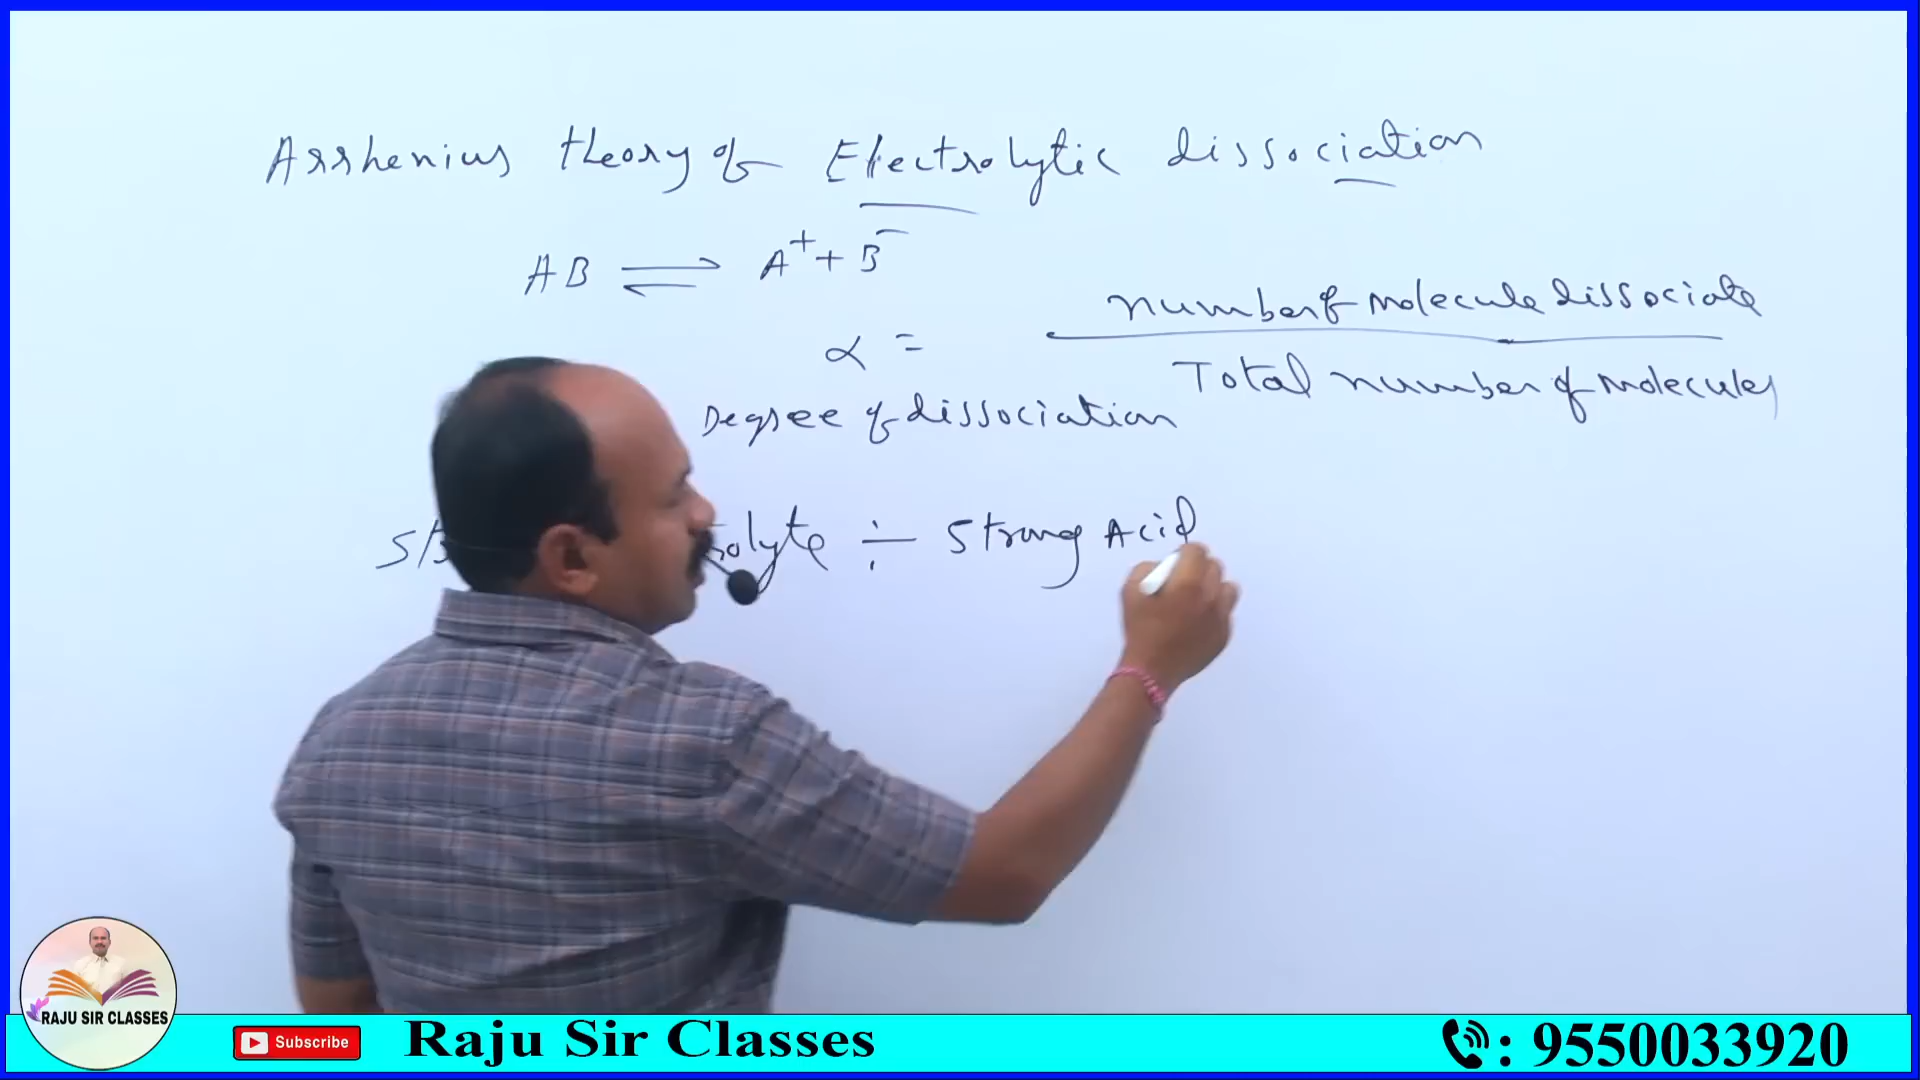 Arrhenius theory of Electrolytic dissociation
AB ⇌ A⁺ + B⁻
α = number of molecule dissociate
Total number of molecules
Degree of dissociation
÷ Strong Acid
RAJU SIR CLASSES
Subscribe
Raju Sir Classes
: 9550033920